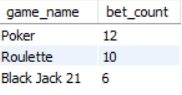 game_name bet_count
Poker 12
Roulette 10
Black Jack 21 6